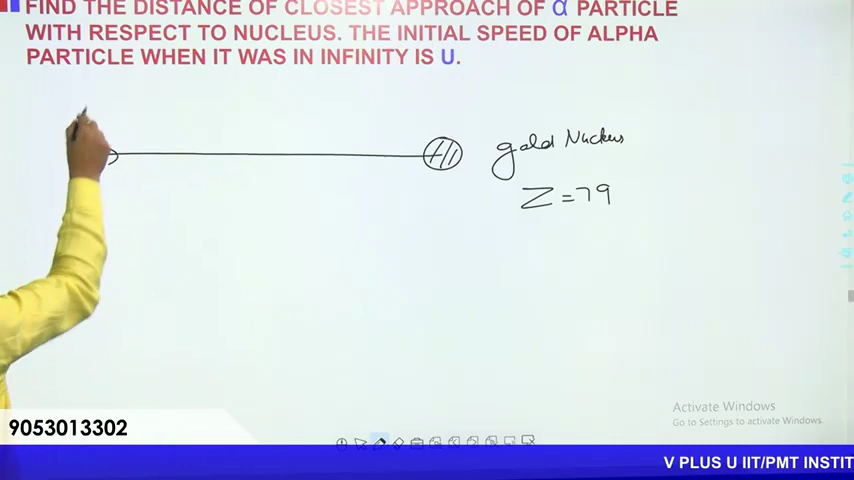 FIND THE DISTANCE OF CLOSEST APPROACH OF α PARTICLE
WITH RESPECT TO NUCLEUS. THE INITIAL SPEED OF ALPHA
PARTICLE WHEN IT WAS IN INFINITY IS U.
gold Nucleus
Z = 79
Activate Windows
Go to Settings to activate Windows.
9053013302
V PLUS U IIT/PMT INSTIT